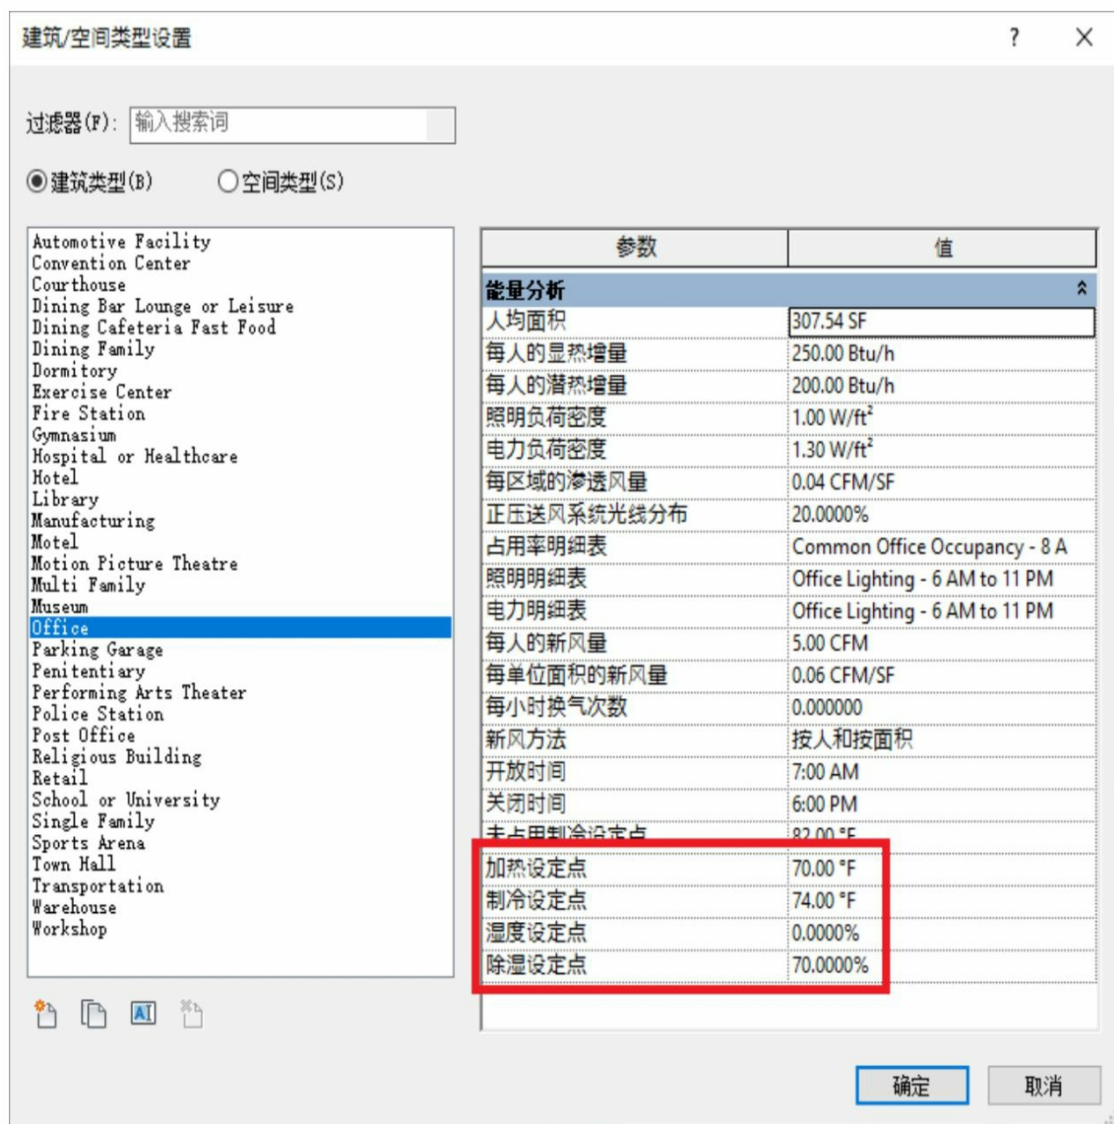 建筑/空间类型设置
?
过滤器(F):
输入搜索词
建筑类型(B)
空间类型(S)
Automotive Facility
Convention Center
Courthouse
Dining Bar Lounge or Leisure
Dining Cafeteria Fast Food
Dining Family
Dormitory
Exercise Center
Fire Station
Gymnasium
Hospital or Healthcare
Hotel
Library
Manufacturing
Motel
Motion Picture Theatre
Multi Family
Museum
Office
Parking Garage
Penitentiary
Performing Arts Theater
Police Station
Post Office
Religious Building
Retail
School or University
Single Family
Sports Arena
Town Hall
Transportation
Warehouse
Workshop
参数 值
能量分析
人均面积 307.54 SF
每人的显热增量 250.00 Btu/h
每人的潜热增量 200.00 Btu/h
照明负荷密度 1.00 W/ft²
电力负荷密度 1.30 W/ft²
每区域的渗透风量 0.04 CFM/SF
正压送风系统光线分布 20.0000%
占用率明细表 Common Office Occupancy - 8 A
照明明细表 Office Lighting - 6 AM to 11 PM
电力明细表 Office Lighting - 6 AM to 11 PM
每人的新风量 5.00 CFM
每单位面积的新风量 0.06 CFM/SF
每小时换气次数 0.000000
新风方法 按人和按面积
开放时间 7:00 AM
关闭时间 6:00 PM
未占用制冷设定点 82.00 °F
加热设定点 70.00 °F
制冷设定点 74.00 °F
湿度设定点 0.0000%
除湿设定点 70.0000%
AI
确定
取消